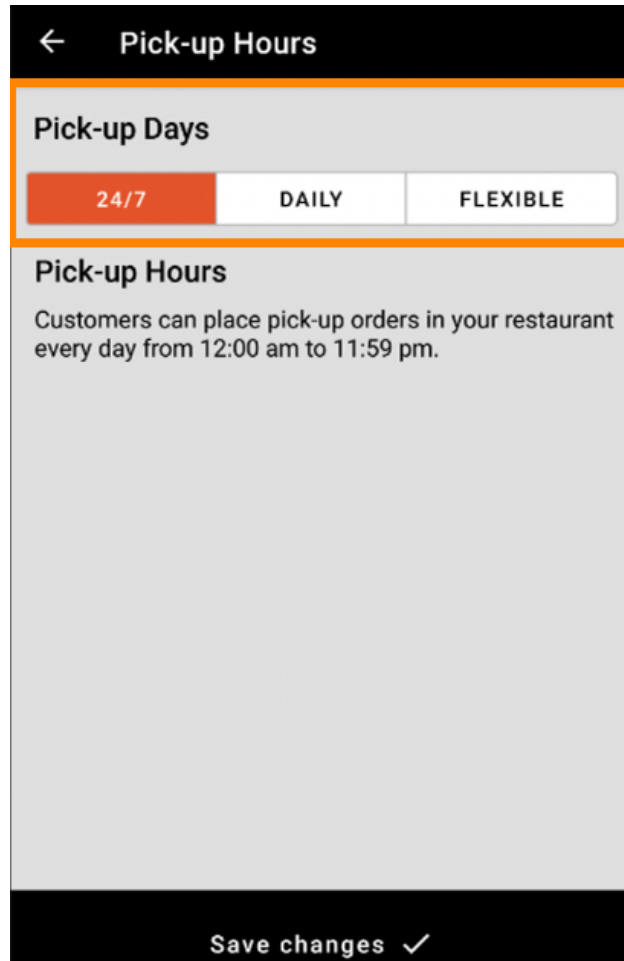 Pick-up Hours
Pick-up Days
24/7 DAILY FLEXIBLE
Pick-up Hours
Customers can place pick-up orders in your restaurant
every day from 12:00 am to 11:59 pm.
Save changes